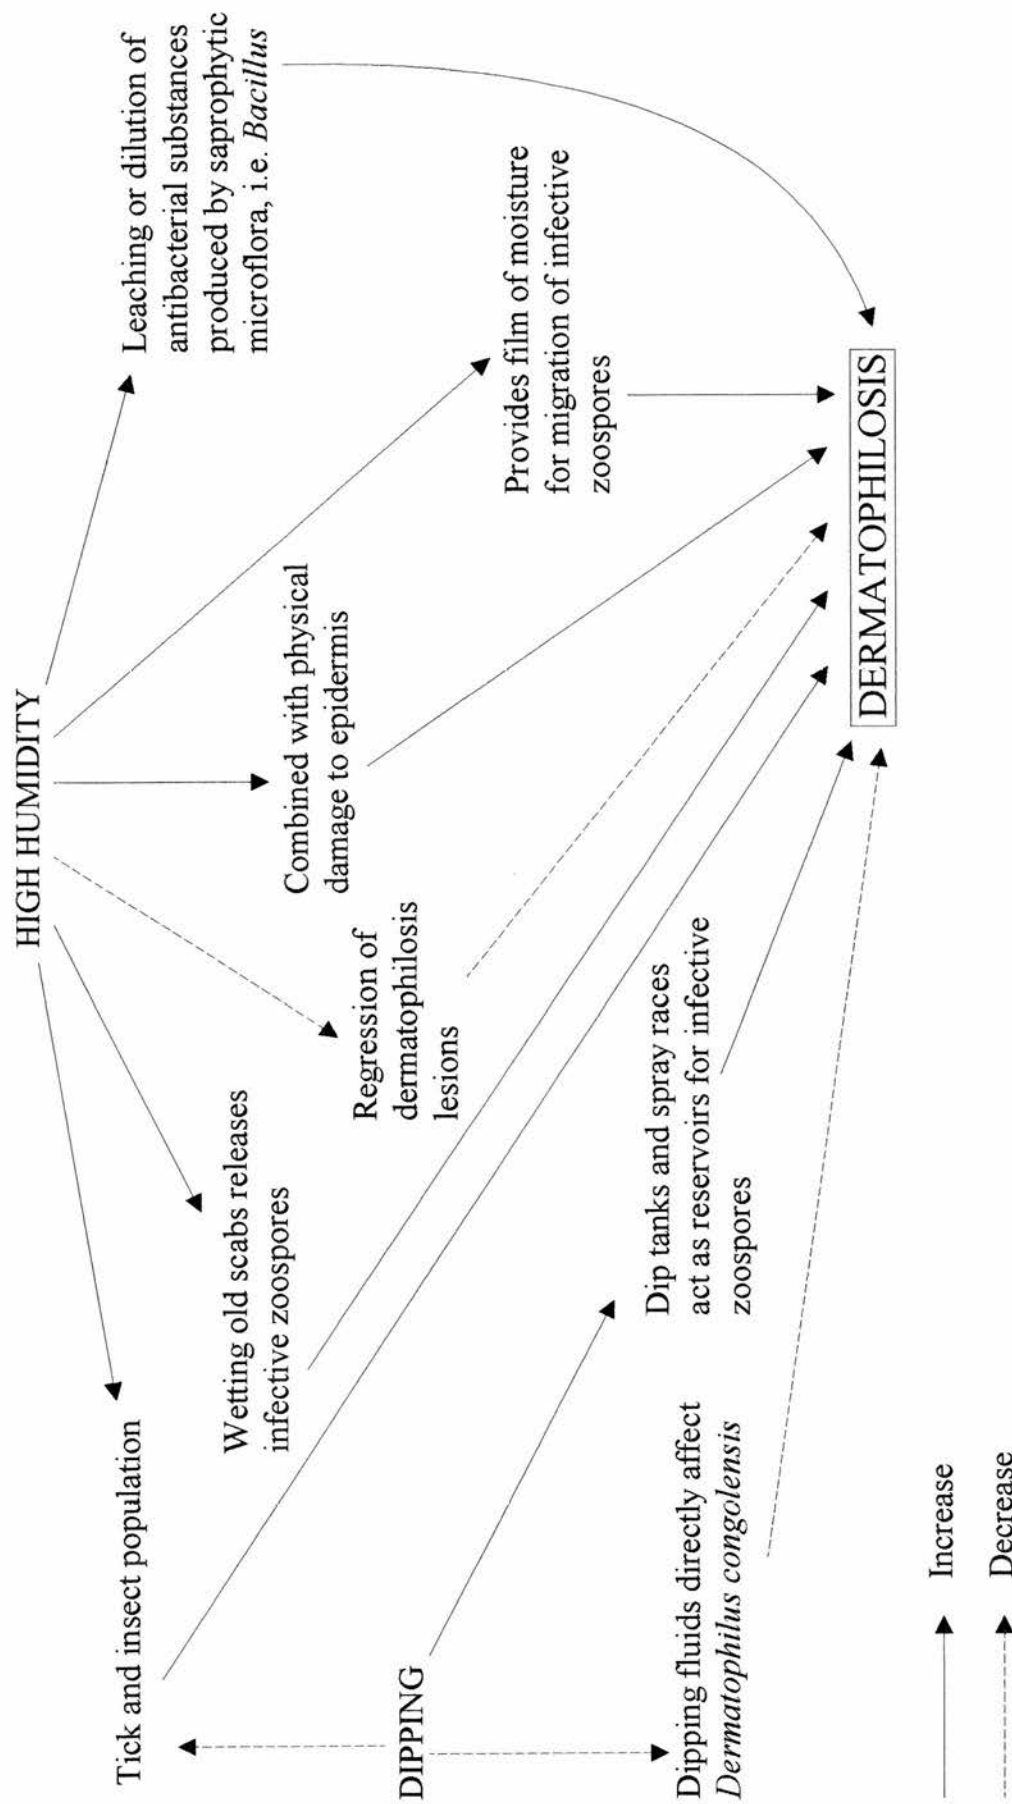 HIGH HUMIDITY
Tick and insect population
Leaching or dilution of
antibacterial substances
produced by saprophytic
microflora, i.e. Bacillus
Wetting old scabs releases
infective zoospores
Combined with physical
damage to epidermis
Regression of
dermatophilosis
lesions
Provides film of moisture
for migration of infective
zoospores
DIPPING
Dip tanks and spray races
act as reservoirs for infective
zoospores
Dipping fluids directly affect
Dermatophilus congolensis
DERMATOPHILOSIS
Increase
Decrease